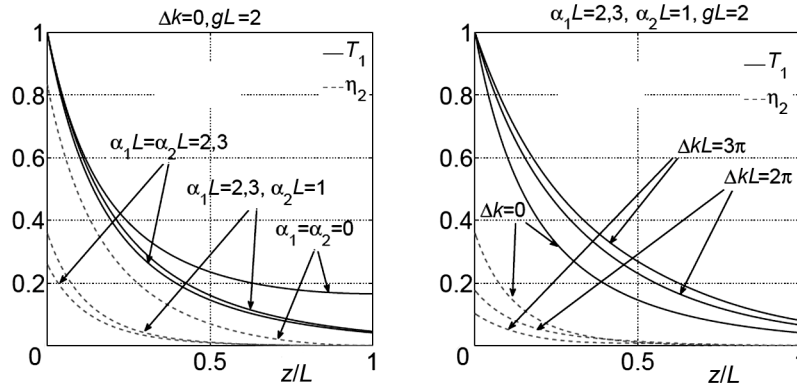 Δk=0, gL=2
T₁
η₂
α₁L=α₂L=2,3
α₁L=2,3, α₂L=1
α₁=α₂=0
1
0.8
0.6
0.4
0.2
0
0.5
1
z/L
α₁L=2,3, α₂L=1, gL=2
T₁
η₂
ΔkL=3π
ΔkL=2π
Δk=0
1
0.8
0.6
0.4
0.2
0
0.5
1
z/L